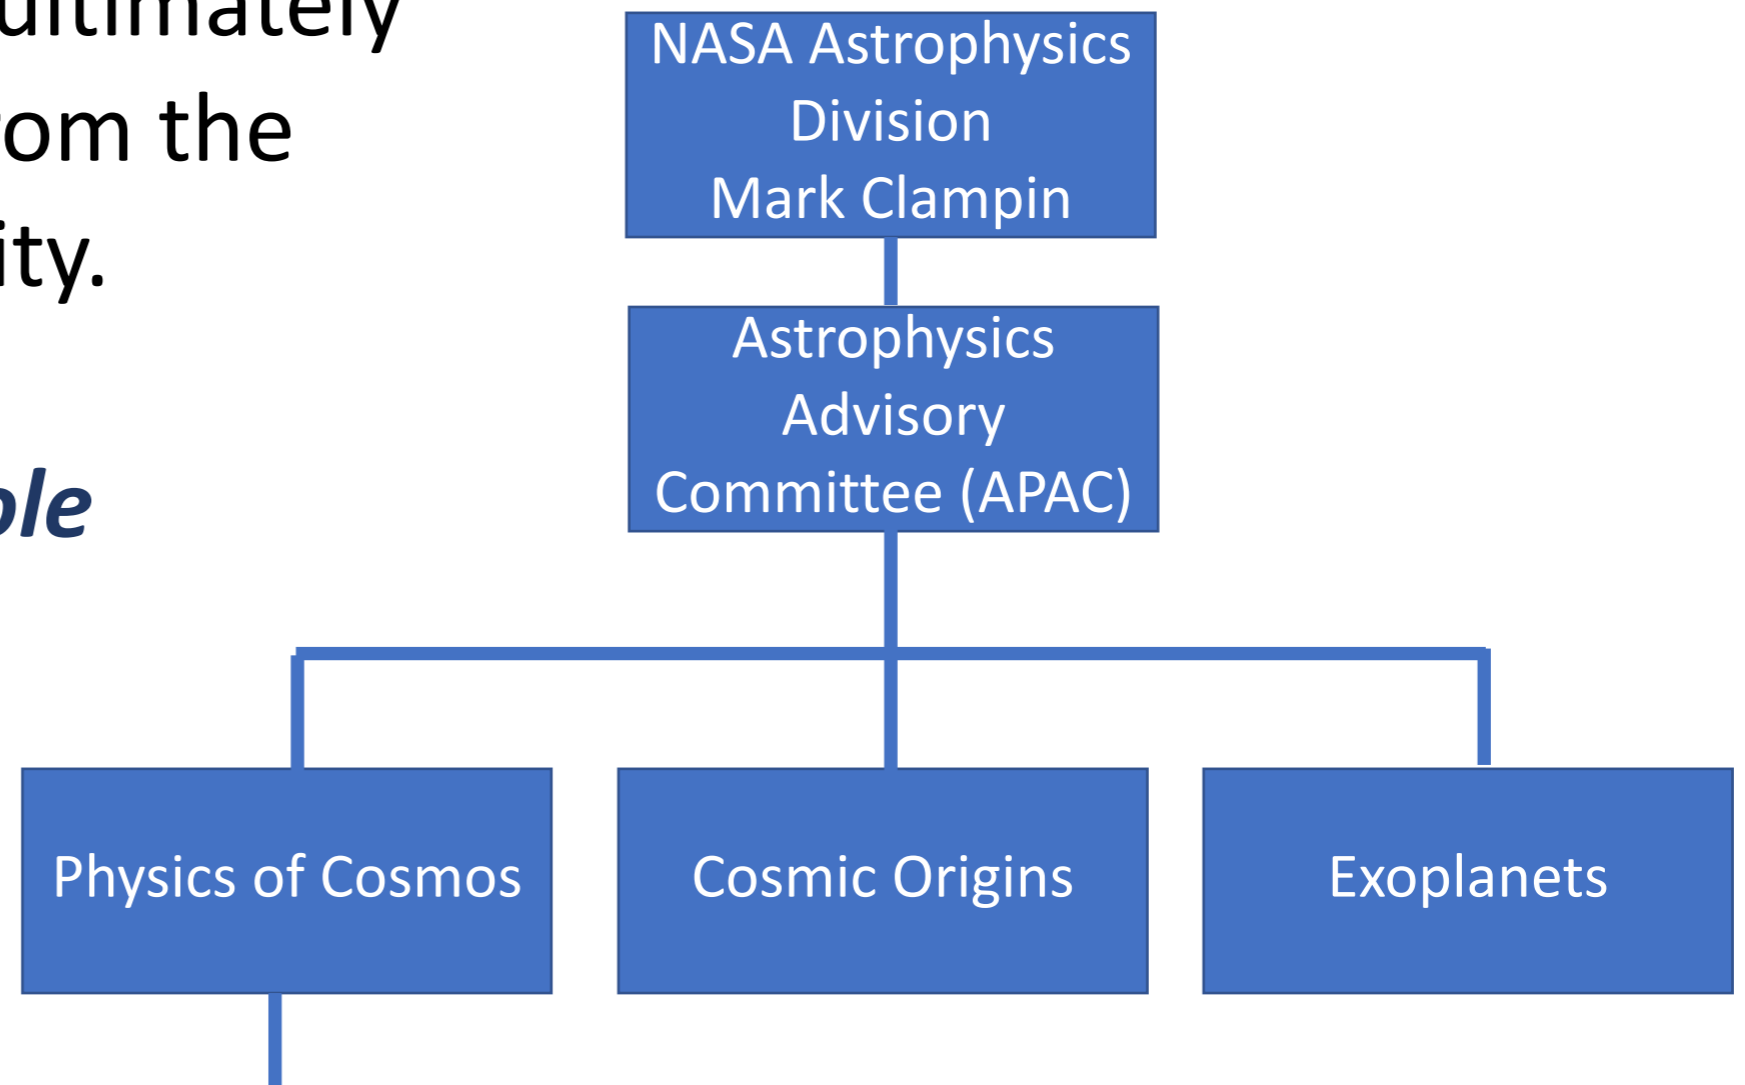 ultimately
om the
ity.
ple
NASA Astrophysics
Division
Mark Clampin
Astrophysics
Advisory
Committee (APAC)
Physics of Cosmos
Cosmic Origins
Exoplanets